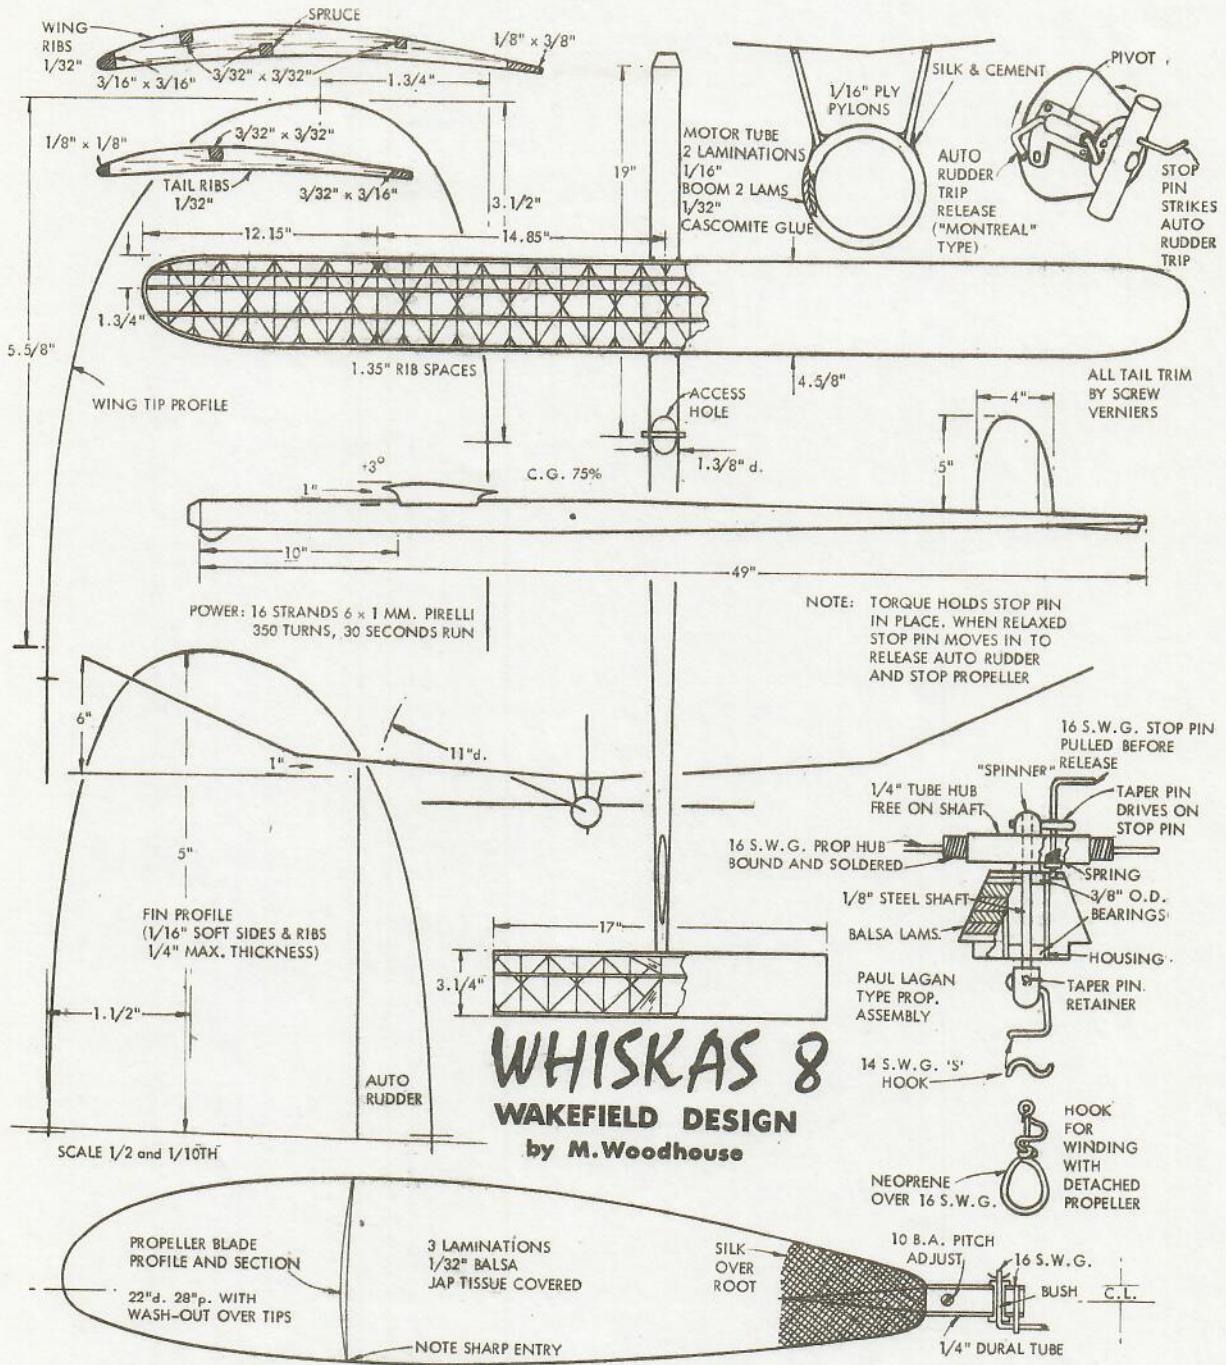 WING
RIBS
1/32"
SPRUCE
3/16" x 3/16"
3/32" x 3/32"
1/8" x 3/8"
1.3/4"
1/8" x 1/8"
3/32" x 3/32"
TAIL RIBS
1/32"
3/32" x 3/16"
3.1/2"
19"
1/16" PLY
PYLONS
SILK & CEMENT
MOTOR TUBE
2 LAMINATIONS
1/16"
BOOM 2 LAMS
1/32"
CASCOMITE GLUE
PIVOT
AUTO
RUDDER
TRIP
RELEASE
("MONTREAL"
TYPE)
STOP
PIN
STRIKES
AUTO
RUDDER
TRIP
12.15"
14.85"
1.3/4"
5.5/8"
1.35" RIB SPACES
4.5/8"
WING TIP PROFILE
ACCESS
HOLE
1.3/8" d.
4"
ALL TAIL TRIM
BY SCREW
VERNIERS
5"
+3°
1"
C.G. 75%
10"
49"
POWER: 16 STRANDS 6 x 1 MM. PIRELLI
350 TURNS, 30 SECONDS RUN
NOTE: TORQUE HOLDS STOP PIN
IN PLACE. WHEN RELAXED
STOP PIN MOVES IN TO
RELEASE AUTO RUDDER
AND STOP PROPELLER
6"
1"
11"d.
16 S.W.G. STOP PIN
PULLED BEFORE
RELEASE
"SPINNER"
1/4" TUBE HUB
FREE ON SHAFT
TAPER PIN
DRIVES ON
STOP PIN
16 S.W.G. PROP HUB
BOUND AND SOLDERED
SPRING
1/8" STEEL SHAFT
3/8" O.D.
BEARINGS
BALSA LAMS.
HOUSING
PAUL LAGAN
TYPE PROP.
ASSEMBLY
TAPER PIN
RETAINER
14 S.W.G. 'S'
HOOK
5"
FIN PROFILE
(1/16" SOFT SIDES & RIBS
1/4" MAX. THICKNESS)
1.1/2"
AUTO
RUDDER
17"
3.1/4"
WHISKAS 8
WAKEFIELD DESIGN
by M.Woodhouse
SCALE 1/2 and 1/10TH
HOOK
FOR
WINDING
WITH
DETACHED
PROPELLER
NEOPRENE
OVER 16 S.W.G.
PROPELLER BLADE
PROFILE AND SECTION
22"d. 28"p. WITH
WASH-OUT OVER TIPS
3 LAMINATIONS
1/32" BALSA
JAP TISSUE COVERED
SILK
OVER
ROOT
10 B.A. PITCH
ADJUST
16 S.W.G.
BUSH
C.L.
1/4" DURAL TUBE
NOTE SHARP ENTRY